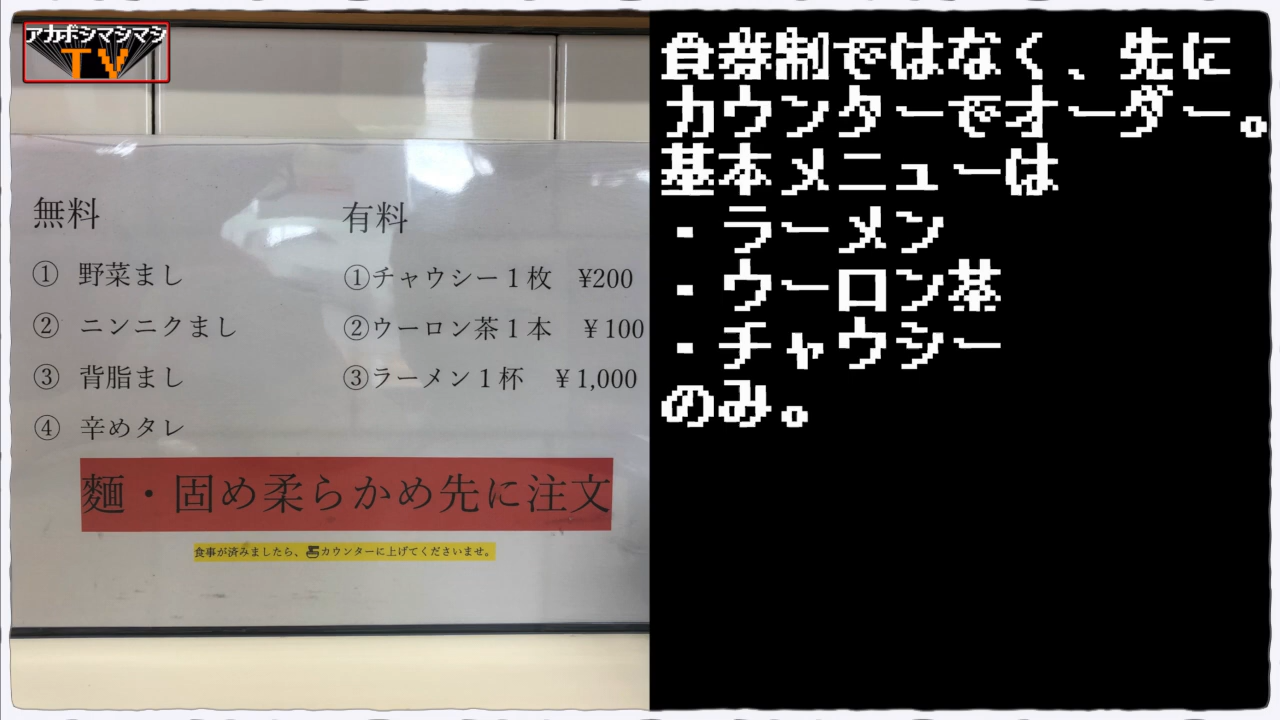 アカボシマシマシ
TV
無料
① 野菜まし
② ニンニクまし
③ 背脂まし
④ 辛めタレ
有料
①チャウシー１枚 ¥200
②ウーロン茶１本 ¥100
③ラーメン１杯 ¥1,000
麺・固め柔らかめ先に注文
食事が済みましたら、カウンターに上げてくださいませ。
食券制ではなく、先に
カウンターでオーダー。
基本メニューは
・ラーメン
・ウーロン茶
・チャウシー
のみ。